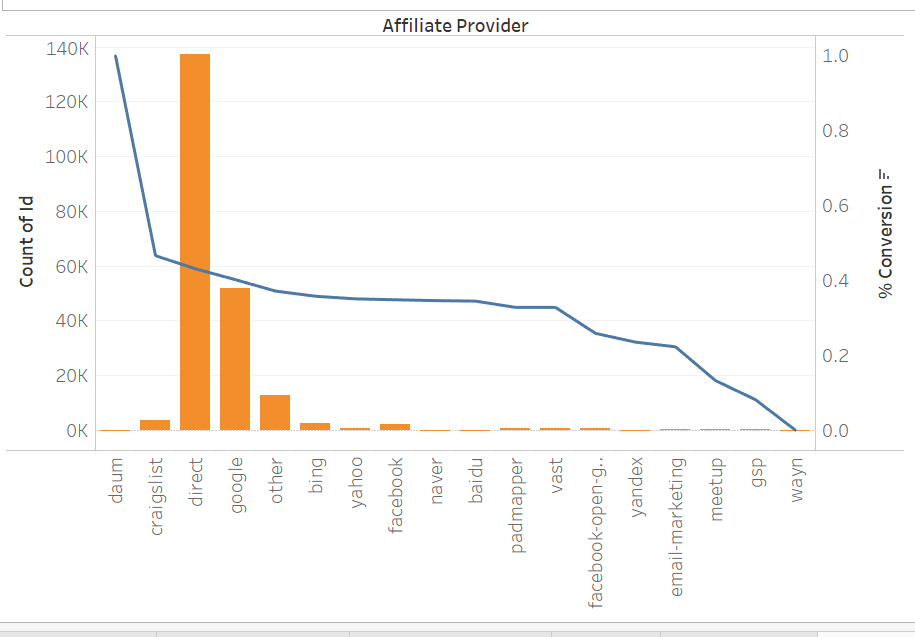 Affiliate Provider
140K
120K
100K
80K
60K
40K
20K
0K
Count of Id
1.0
0.8
0.6
0.4
0.2
0.0
% Conversion
daum
craigslist
direct
google
other
bing
yahoo
facebook
naver
baidu
padmapper
vast
facebook-open-g..
yandex
email-marketing
meetup
gsp
wayn